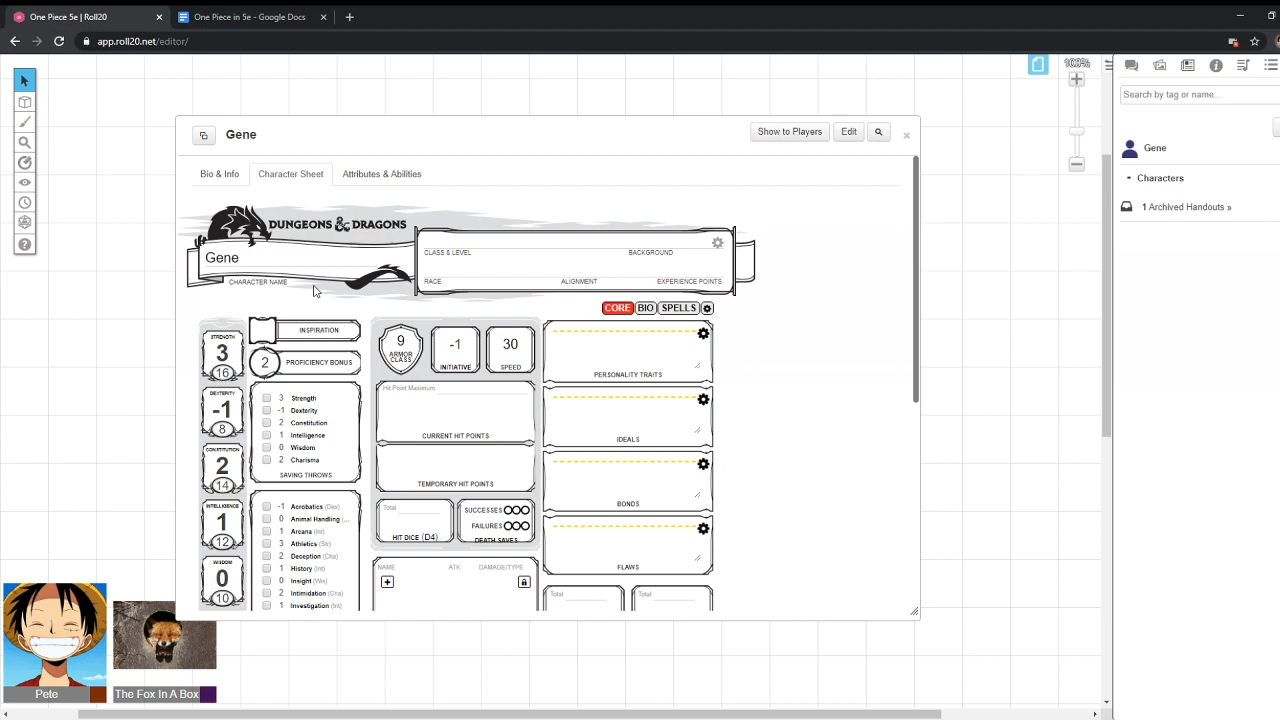 One Piece 5e | Roll20
One Piece in 5e - Google Docs
app.roll20.net/editor/
100%
Search by tag or name...
Gene
Characters
1 Archived Handouts »
Gene
Show to Players
Edit
Bio & Info
Character Sheet
Attributes & Abilities
DUNGEONS & DRAGONS
Gene
CHARACTER NAME
CLASS & LEVEL
BACKGROUND
RACE
ALIGNMENT
EXPERIENCE POINTS
CORE
BIO
SPELLS
STRENGTH
3
16
DEXTERITY
-1
8
CONSTITUTION
2
14
INTELLIGENCE
1
12
WISDOM
0
10
INSPIRATION
2
PROFICIENCY BONUS
3 Strength
-1 Dexterity
2 Constitution
1 Intelligence
0 Wisdom
2 Charisma
SAVING THROWS
-1 Acrobatics (Dex)
0 Animal Handling (...
1 Arcana (Int)
3 Athletics (Str)
2 Deception (Cha)
1 History (Int)
0 Insight (Wis)
2 Intimidation (Cha)
1 Investigation (Int)
9
ARMOR
CLASS
-1
INITIATIVE
30
SPEED
Hit Point Maximum
CURRENT HIT POINTS
TEMPORARY HIT POINTS
Total
HIT DICE (D4)
SUCCESSES
FAILURES
DEATH SAVES
NAME
ATK
DAMAGE/TYPE
PERSONALITY TRAITS
IDEALS
BONDS
FLAWS
Total
Total
Pete
The Fox In A Box